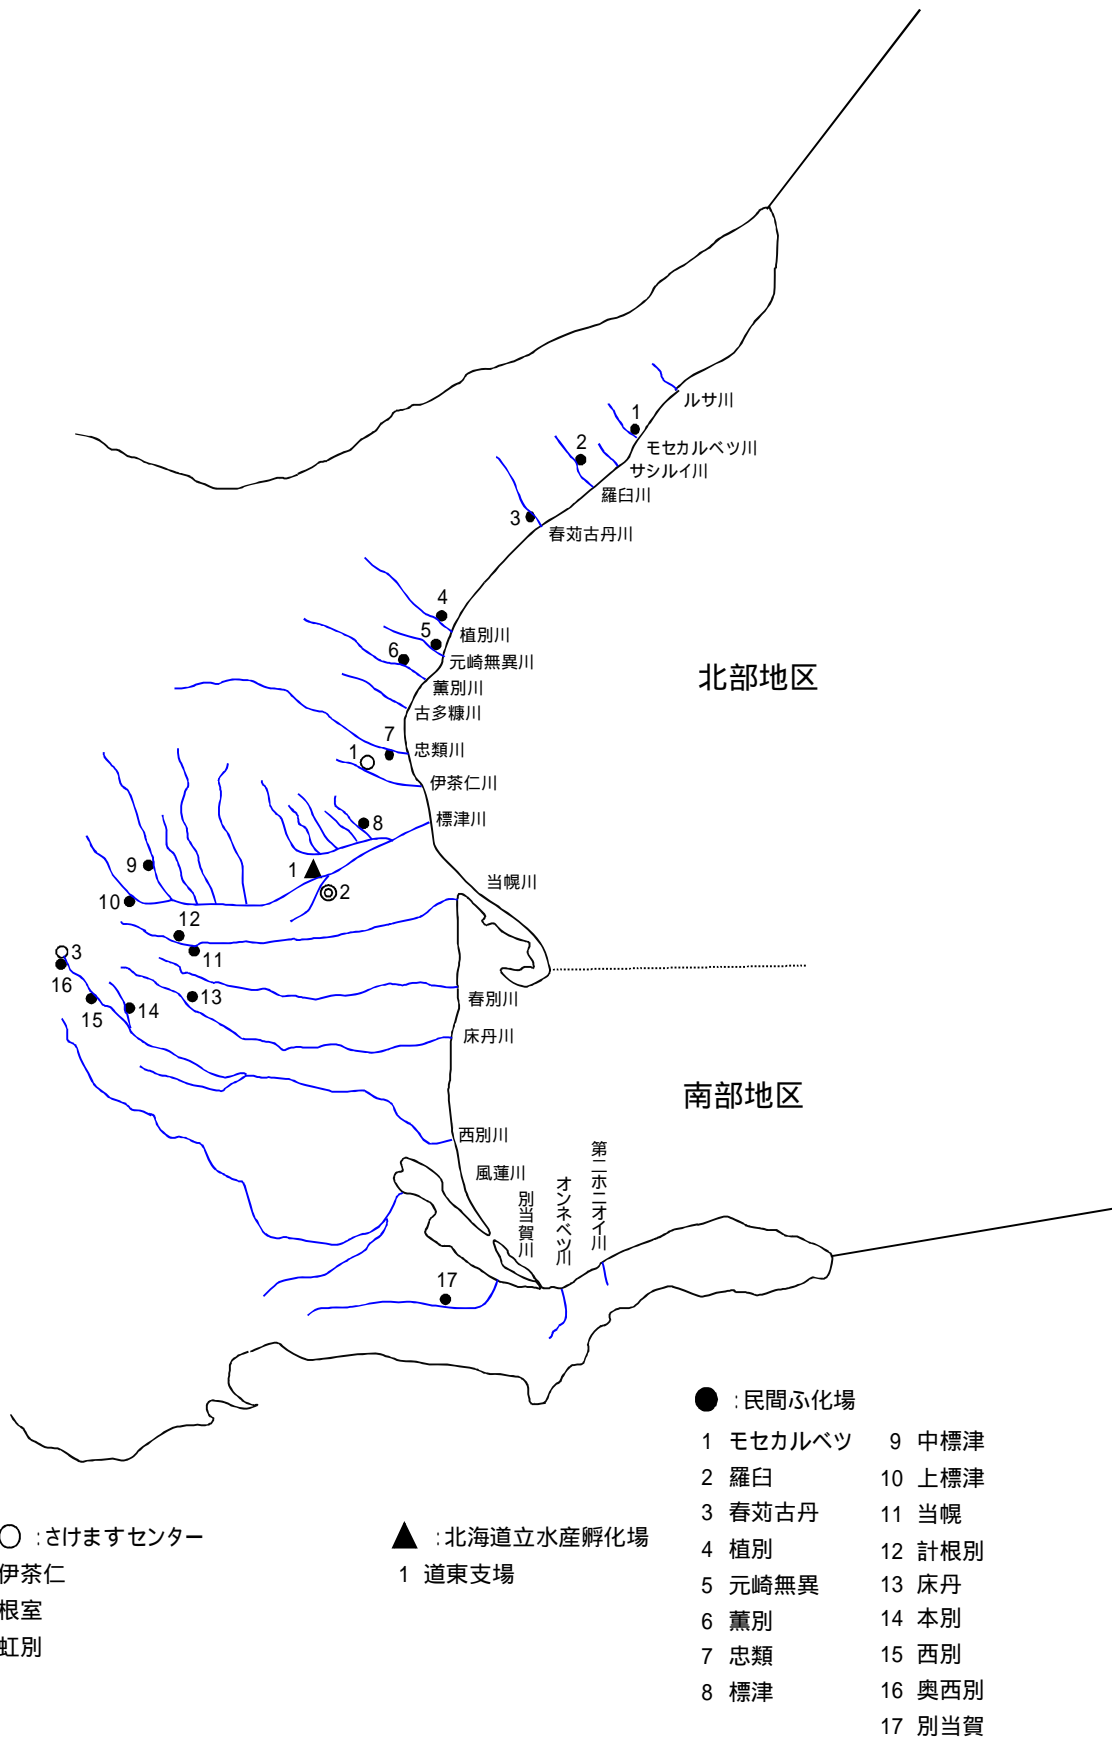 ルサ川
1
モセカルベツ川
2
サシルイ川
羅臼川
3
春苅古丹川
4
植別川
5
元崎無異川
6
薫別川
古多糠川
7
忠類川
1
伊茶仁川
標津川
8
9
1
2
10
当幌川
12
11
3
16
15
14
13
春別川
床丹川
西別川
風蓮川
別当賀川
オンネベツ川
第二ホニオイ川
17
北部地区
南部地区
:民間ふ化場
1 モセカルベツ
2 羅臼
3 春苅古丹
4 植別
5 元崎無異
6 薫別
7 忠類
8 標津
9 中標津
10 上標津
11 当幌
12 計根別
13 床丹
14 本別
15 西別
16 奥西別
17 別当賀
:さけますセンター
伊茶仁
根室
虹別
:北海道立水産孵化場
1 道東支場